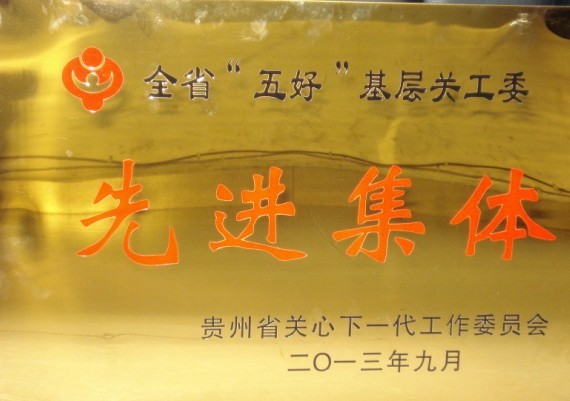 全省“五好”基层关工委
先进集体
贵州省关心下一代工作委员会
二〇一三年九月